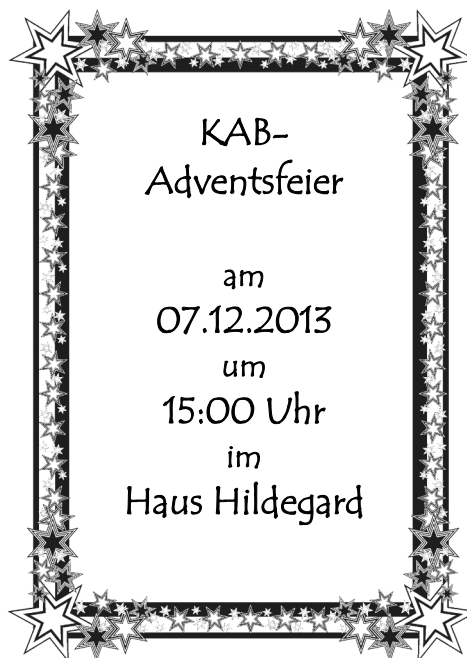 KAB-
Adventsfeier
am
07.12.2013
um
15:00 Uhr
im
Haus Hildegard